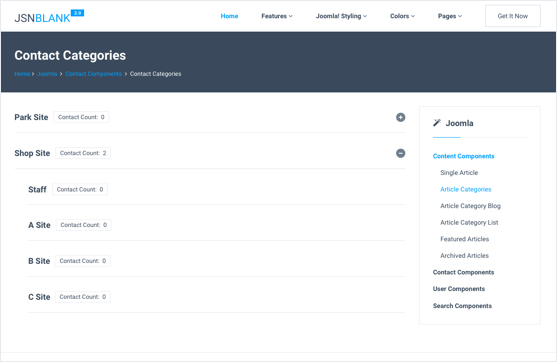 JSNBLANK 3.9
Home Features Joomla! Styling Colors Pages Get It Now
Contact Categories
Home > Joomla > Contact Components > Contact Categories
Park Site Contact Count: 0
Shop Site Contact Count: 2
Staff Contact Count: 0
A Site Contact Count: 0
B Site Contact Count: 0
C Site Contact Count: 0
Joomla
Content Components
Single Article
Article Categories
Article Category Blog
Article Category List
Featured Articles
Archived Articles
Contact Components
User Components
Search Components